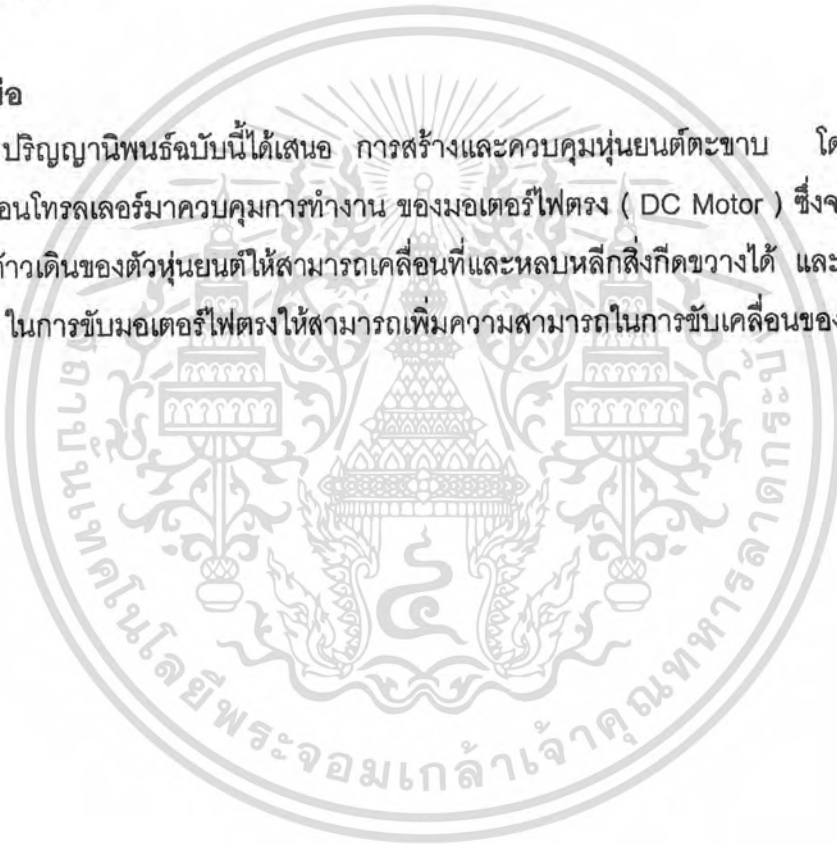 ปริญญานิพนธ์ฉบับนี้ได้เสนอ การสร้างและควบคุมหุ่นยนต์ตะขาบ
อนโทรลเลอร์มาควบคุมการทำงาน ของมอเตอร์ไฟตรง ( DC Motor ) ซึ่งจ
ก้าวเดินของตัวหุ่นยนต์ให้สามารถเคลื่อนที่และหลบหลีกสิ่งกีดขวางได้ และ
ในการขับมอเตอร์ไฟตรงให้สามารถเพิ่มความสามารถในการขับเคลื่อนของ
สถาบันเทคโนโลยีพระจอมเกล้าเจ้าคุณทหารลาดกระบัง